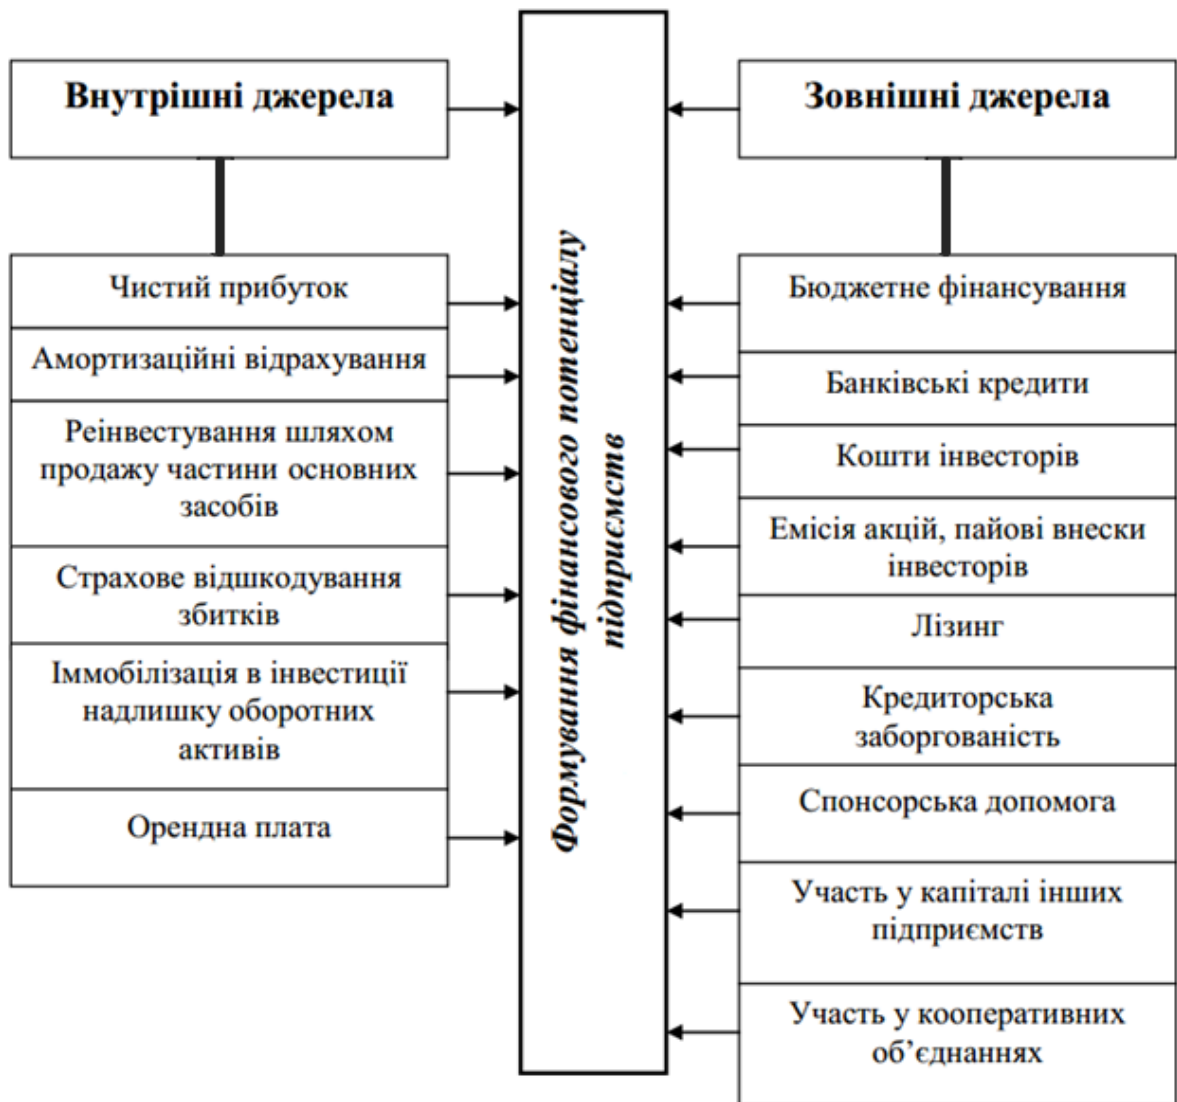 Внутрішні джерела
Чистий прибуток
Амортизаційні відрахування
Реінвестування шляхом
продажу частини основних
засобів
Страхове відшкодування
збитків
Іммобілізація в інвестиції
надлишку оборотних
активів
Орендна плата
Формування фінансового потенціалу
підприємств
Зовнішні джерела
Бюджетне фінансування
Банківські кредити
Кошти інвесторів
Емісія акцій, пайові внески
інвесторів
Лізинг
Кредиторська
заборгованість
Спонсорська допомога
Участь у капіталі інших
підприємств
Участь у кооперативних
об’єднаннях